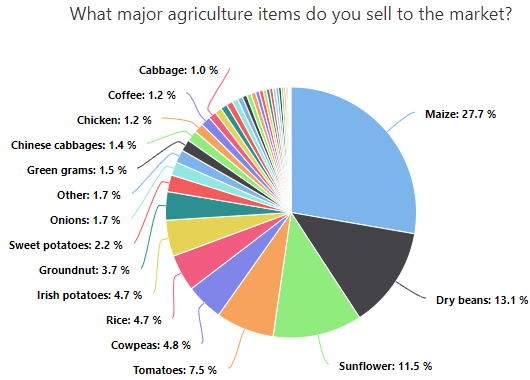 What major agriculture items do you sell to the market?
Cabbage: 1.0 %
Coffee: 1.2 %
Chicken: 1.2 %
Chinese cabbages: 1.4 %
Green grams: 1.5 %
Other: 1.7 %
Onions: 1.7 %
Sweet potatoes: 2.2 %
Groundnut: 3.7 %
Irish potatoes: 4.7 %
Rice: 4.7 %
Cowpeas: 4.8 %
Tomatoes: 7.5 %
Maize: 27.7 %
Dry beans: 13.1 %
Sunflower: 11.5 %